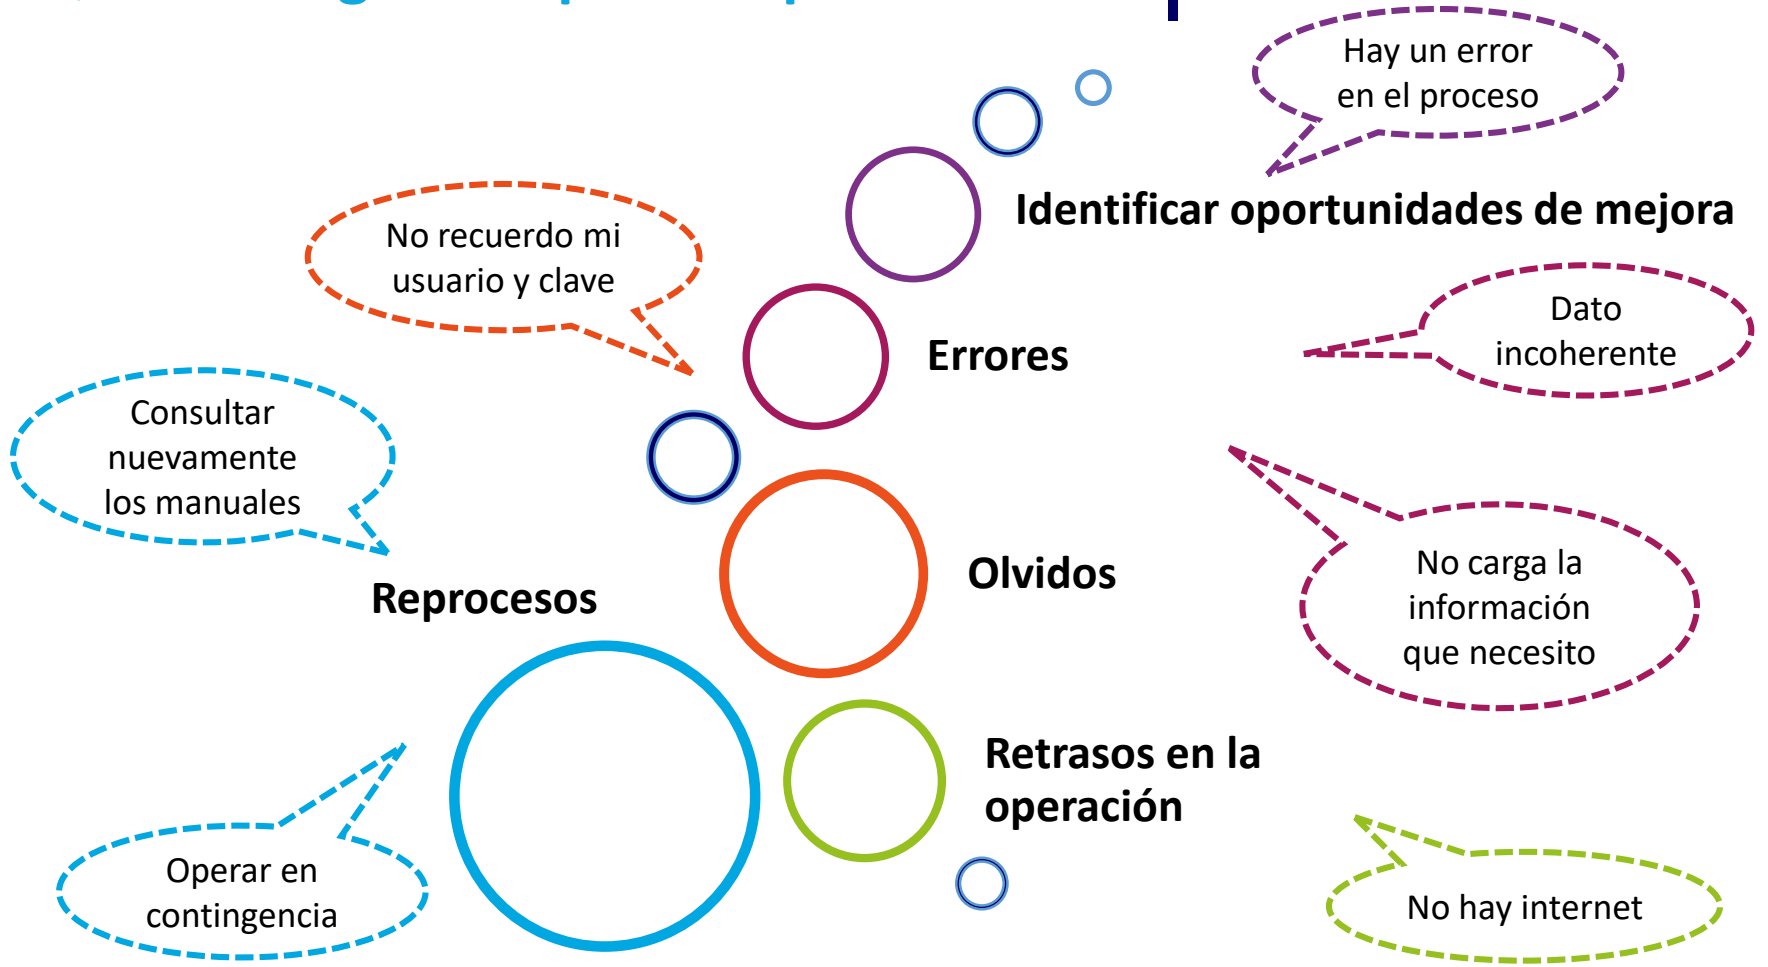 Hay un error
en el proceso
Identificar oportunidades de mejora
No recuerdo mi
usuario y clave
Dato
incoherente
Errores
Consultar
nuevamente
los manuales
Olvidos
No carga la
información
que necesito
Reprocesos
Retrasos en la
operación
Operar en
contingencia
No hay internet